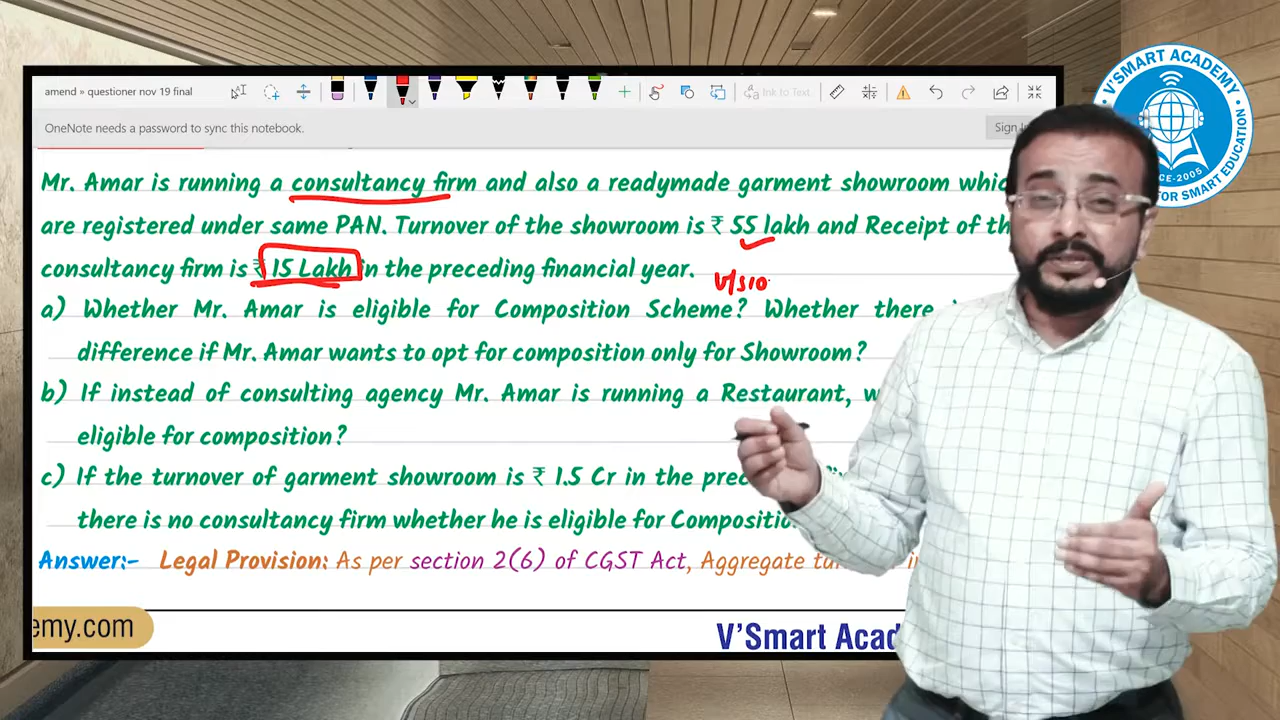 amend » questioner nov 19 final
Ink to Text
OneNote needs a password to sync this notebook.
Sign
Mr. Amar is running a consultancy firm and also a readymade garment showroom
are registered under same PAN. Turnover of the showroom is ₹ 55 lakh and Receipt of
consultancy firm is ₹ 15 Lakh in the preceding financial year.
a) Whether Mr. Amar is eligible for Composition Scheme? Whether there
difference if Mr. Amar wants to opt for composition only for Showroom?
b) If instead of consulting agency Mr. Amar is running a Restaurant,
eligible for composition?
c) If the turnover of garment showroom is ₹ 1.5 Cr in the
there is no consultancy firm whether he is eligible for
Answer:- Legal Provision: As per section 2(6) of CGST Act, Aggregate
emy.com
V'Smart
V'SMART ACADEMY
FOR SMART EDUCATION
CE-2005